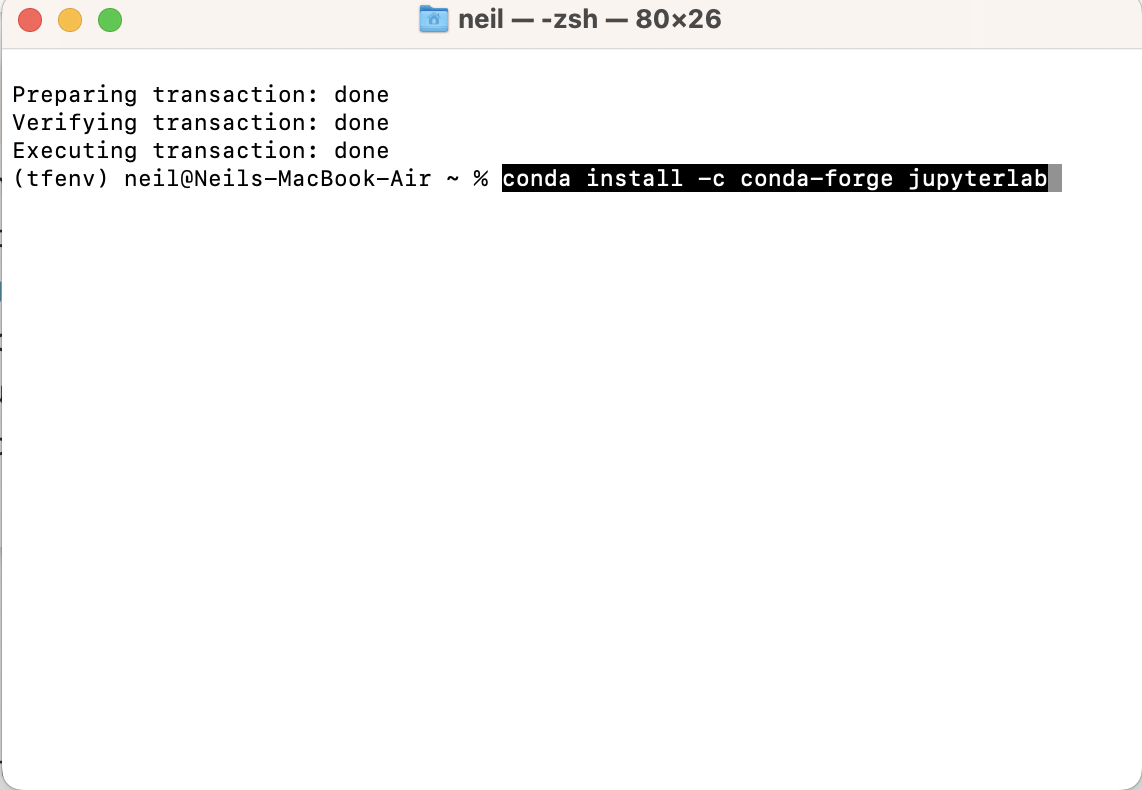 neil — -zsh — 80×26
Preparing transaction: done
Verifying transaction: done
Executing transaction: done
(tfenv) neil@Neils-MacBook-Air ~ % conda install -c conda-forge jupyterlab